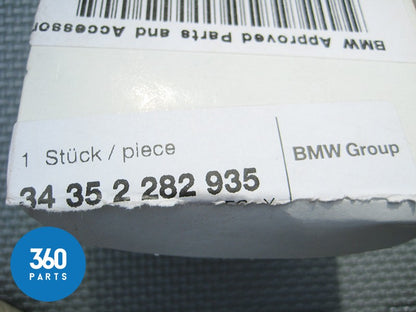 BMW Approved Parts and Accessor
1 Stück / piece
34 35 2 282 935
BMW Group
360
PARTS